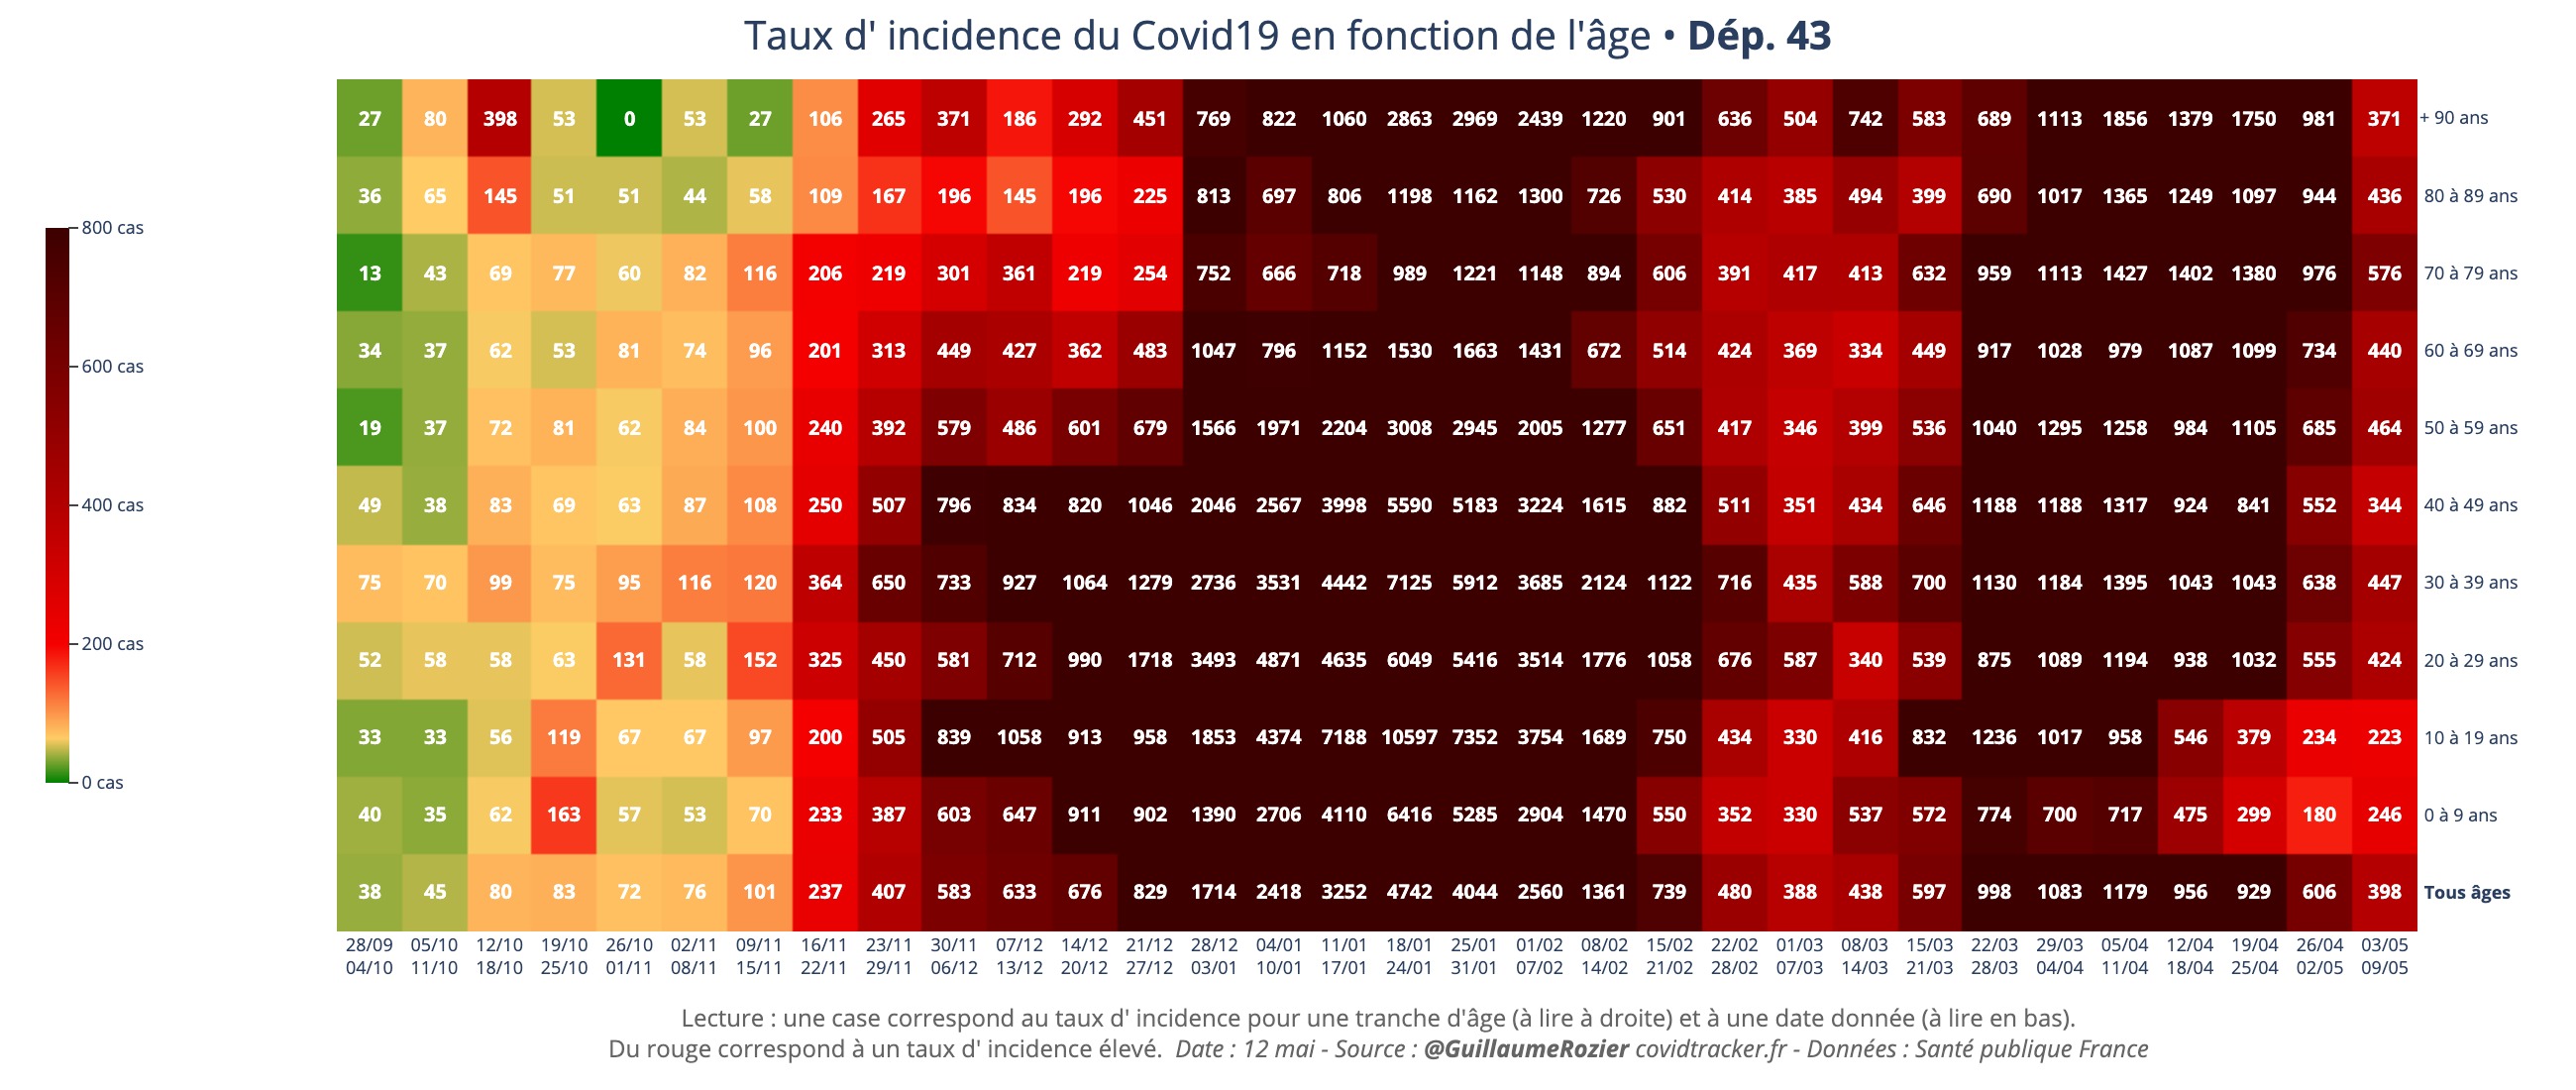 Taux d' incidence du Covid19 en fonction de l'âge • Dép. 43
800 cas
600 cas
400 cas
200 cas
0 cas
27 80 398 53 0 53 27 106 265 371 186 292 451 769 822 1060 2863 2969 2439 1220 901 636 504 742 583 689 1113 1856 1379 1750 981 371 + 90 ans
36 65 145 51 51 44 58 109 167 196 145 196 225 813 697 806 1198 1162 1300 726 530 414 385 494 399 690 1017 1365 1249 1097 944 436 80 à 89 ans
13 43 69 77 60 82 116 206 219 301 361 219 254 752 666 718 989 1221 1148 894 606 391 417 413 632 959 1113 1427 1402 1380 976 576 70 à 79 ans
34 37 62 53 81 74 96 201 313 449 427 362 483 1047 796 1152 1530 1663 1431 672 514 424 369 334 449 917 1028 979 1087 1099 734 440 60 à 69 ans
19 37 72 81 62 84 100 240 392 579 486 601 679 1566 1971 2204 3008 2945 2005 1277 651 417 346 399 536 1040 1295 1258 984 1105 685 464 50 à 59 ans
49 38 83 69 63 87 108 250 507 796 834 820 1046 2046 2567 3998 5590 5183 3224 1615 882 511 351 434 646 1188 1188 1317 924 841 552 344 40 à 49 ans
75 70 99 75 95 116 120 364 650 733 927 1064 1279 2736 3531 4442 7125 5912 3685 2124 1122 716 435 588 700 1130 1184 1395 1043 1043 638 447 30 à 39 ans
52 58 58 63 131 58 152 325 450 581 712 990 1718 3493 4871 4635 6049 5416 3514 1776 1058 676 587 340 539 875 1089 1194 938 1032 555 424 20 à 29 ans
33 33 56 119 67 67 97 200 505 839 1058 913 958 1853 4374 7188 10597 7352 3754 1689 750 434 330 416 832 1236 1017 958 546 379 234 223 10 à 19 ans
40 35 62 163 57 53 70 233 387 603 647 911 902 1390 2706 4110 6416 5285 2904 1470 550 352 330 537 572 774 700 717 475 299 180 246 0 à 9 ans
38 45 80 83 72 76 101 237 407 583 633 676 829 1714 2418 3252 4742 4044 2560 1361 739 480 388 438 597 998 1083 1179 956 929 606 398 Tous âges
28/09 05/10 12/10 19/10 26/10 02/11 09/11 16/11 23/11 30/11 07/12 14/12 21/12 28/12 04/01 11/01 18/01 25/01 01/02 08/02 15/02 22/02 01/03 08/03 15/03 22/03 29/03 05/04 12/04 19/04 26/04 03/05
04/10 11/10 18/10 25/10 01/11 08/11 15/11 22/11 29/11 06/12 13/12 20/12 27/12 03/01 10/01 17/01 24/01 31/01 07/02 14/02 21/02 28/02 07/03 14/03 21/03 28/03 04/04 11/04 18/04 25/04 02/05 09/05
Lecture : une case correspond au taux d' incidence pour une tranche d'âge (à lire à droite) et à une date donnée (à lire en bas).
Du rouge correspond à un taux d' incidence élevé. Date : 12 mai - Source : @GuillaumeRozier covidtracker.fr - Données : Santé publique France